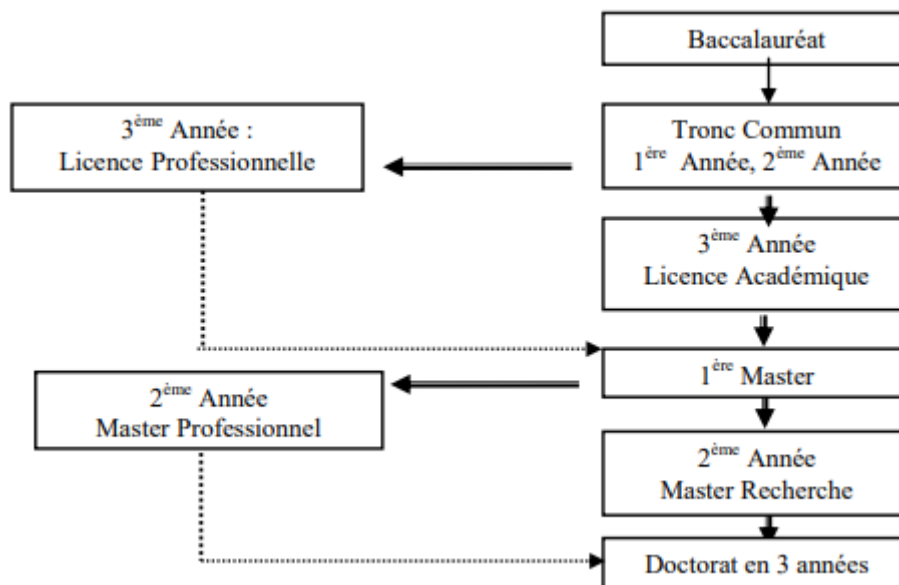 Baccalauréat
3ème Année :
Licence Professionnelle
Tronc Commun
1ère Année, 2ème Année
3ème Année
Licence Académique
1ère Master
2ème Année
Master Professionnel
2ème Année
Master Recherche
Doctorat en 3 années